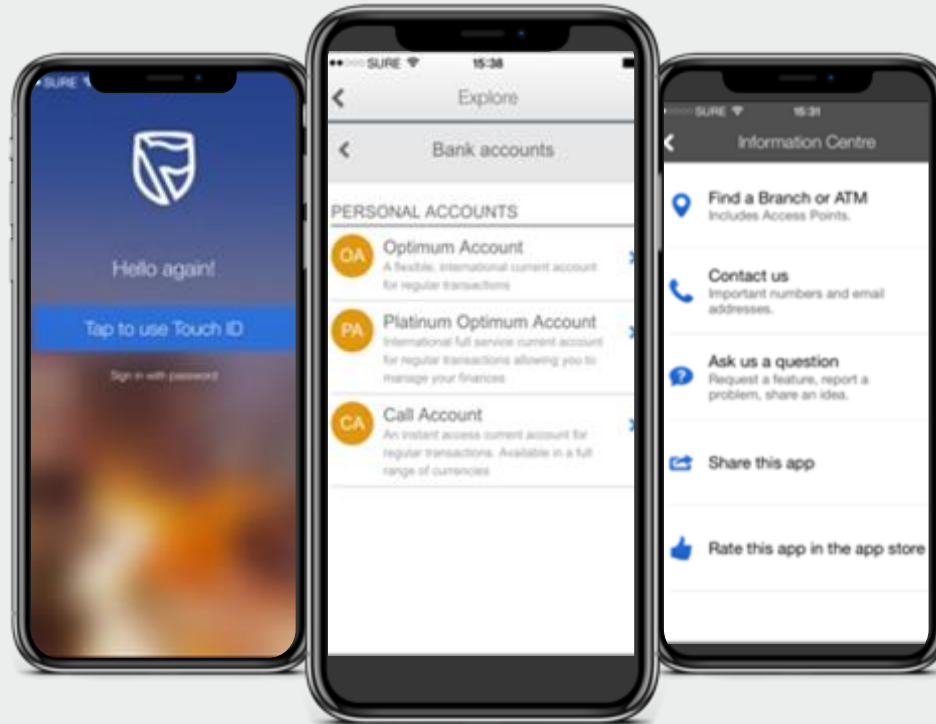 SURE
Hello again!
Tap to use Touch ID
Sign in with password
SURE 15:38
Explore
Bank accounts
PERSONAL ACCOUNTS
OA Optimum Account
A flexible, international current account
for regular transactions
PA Platinum Optimum Account
International full service current account
for regular transactions allowing you to
manage your finances
CA Call Account
An instant access current account for
regular transactions. Available in a full
range of currencies
SURE 15:31
Information Centre
Find a Branch or ATM
Includes Access Points.
Contact us
Important numbers and email
addresses.
Ask us a question
Request a feature, report a
problem, share an idea.
Share this app
Rate this app in the app store